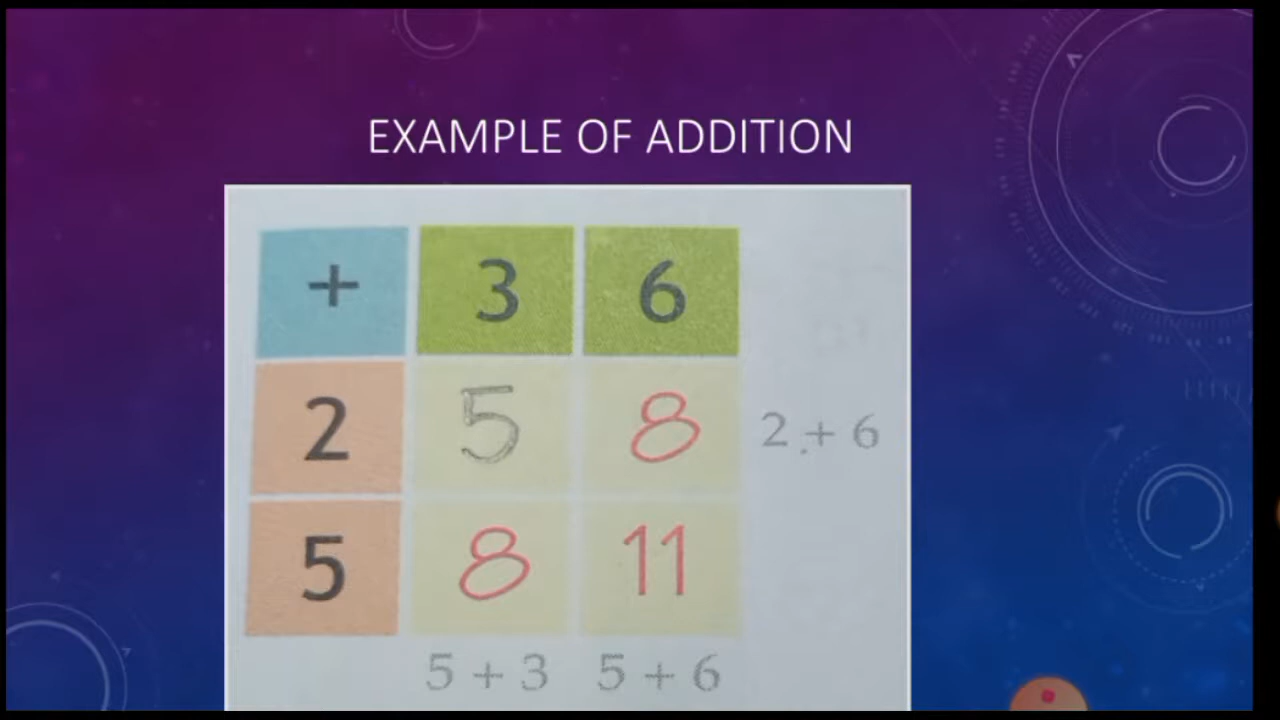 EXAMPLE OF ADDITION
+ 3 6
2 5 8 2 + 6
5 8 11
5 + 3 5 + 6